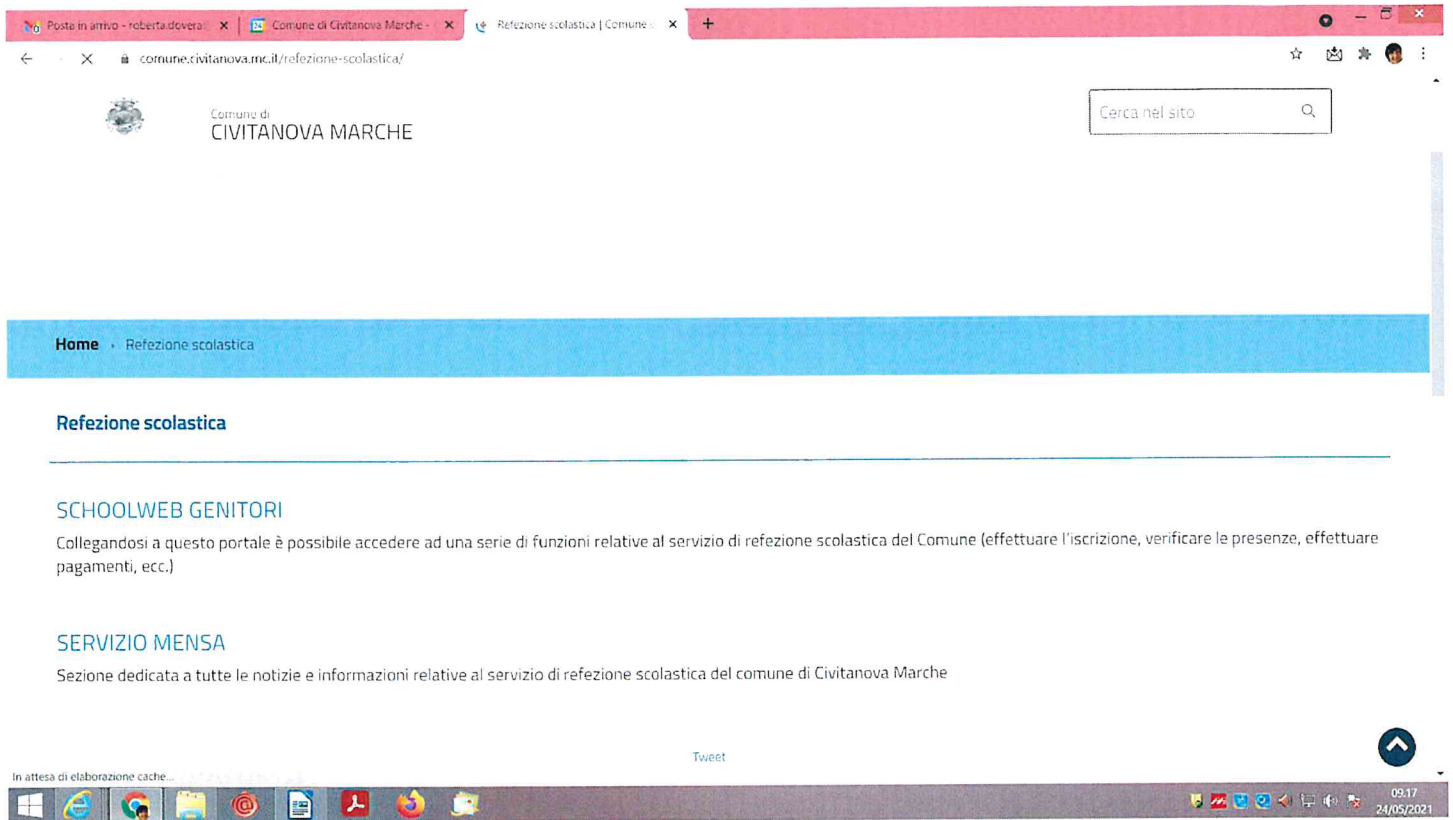 Posta in arrivo - roberta.dovera
Comune di Civitanova Marche -
Refezione scolastica | Comune
comune.civitanova.mc.it/refezione-scolastica/
Comune di
CIVITANOVA MARCHE
Cerca nel sito
Home › Refezione scolastica
Refezione scolastica
SCHOOLWEB GENITORI
Collegandosi a questo portale è possibile accedere ad una serie di funzioni relative al servizio di refezione scolastica del Comune (effettuare l'iscrizione, verificare le presenze, effettuare
pagamenti, ecc.)
SERVIZIO MENSA
Sezione dedicata a tutte le notizie e informazioni relative al servizio di refezione scolastica del comune di Civitanova Marche
Tweet
In attesa di elaborazione cache...
09.17
24/05/2021